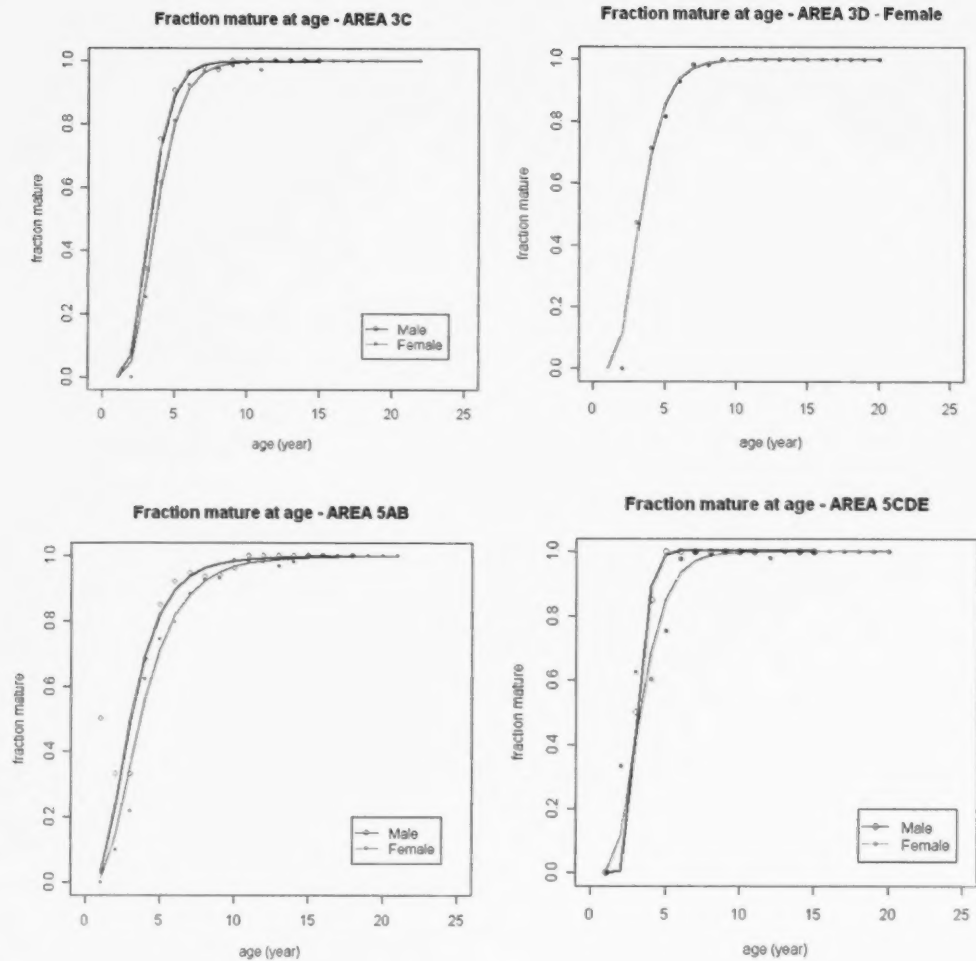 Fraction mature at age - AREA 3C
fraction mature
0.0 0.2 0.4 0.6 0.8 1.0
Male
Female
0 5 10 15 20 25
age (year)
Fraction mature at age - AREA 3D - Female
fraction mature
0.0 0.2 0.4 0.6 0.8 1.0
0 5 10 15 20 25
age (year)
Fraction mature at age - AREA 5AB
fraction mature
0.0 0.2 0.4 0.6 0.8 1.0
Male
Female
0 5 10 15 20 25
age (year)
Fraction mature at age - AREA 5CDE
fraction mature
0.0 0.2 0.4 0.6 0.8 1.0
Male
Female
0 5 10 15 20 25
age (year)